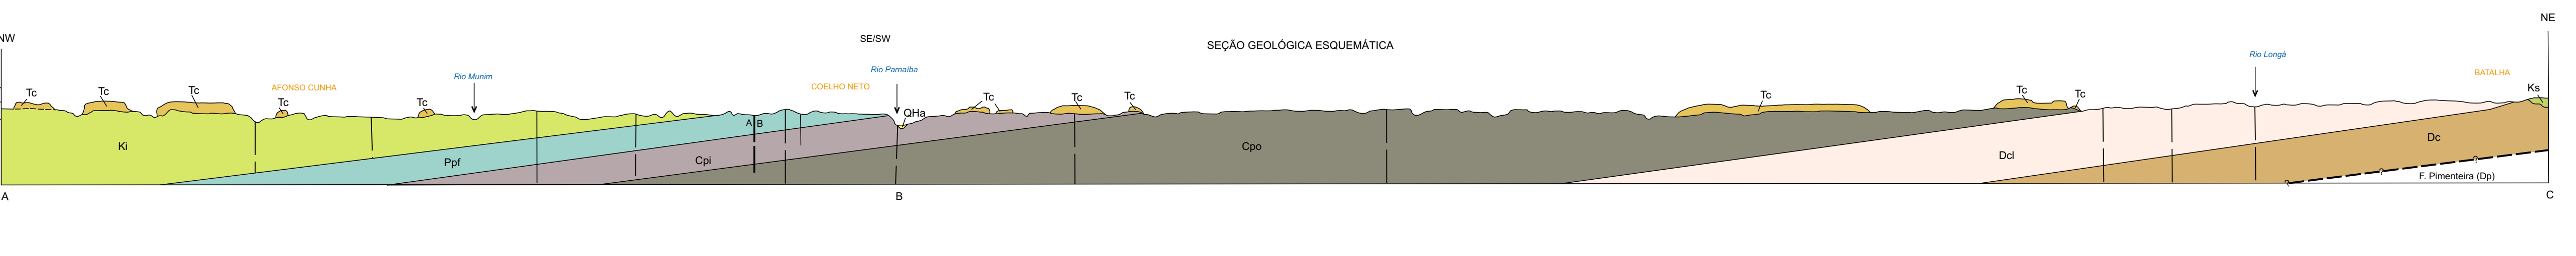 NW
SE/SW
SEÇÃO GEOLÓGICA ESQUEMÁTICA
NE
Rio Munim
Rio Parnaíba
Rio Longá
AFONSO CUNHA
COELHO NETO
BATALHA
Tc
Tc
Tc
Tc
Tc
QHa
Tc
Tc
Tc
Tc
Tc
Tc
Ks
A
B
Ki
Ppf
Cpi
Cpo
Dcl
Dc
?
?
?
F. Pimenteira (Dp)
A
B
C